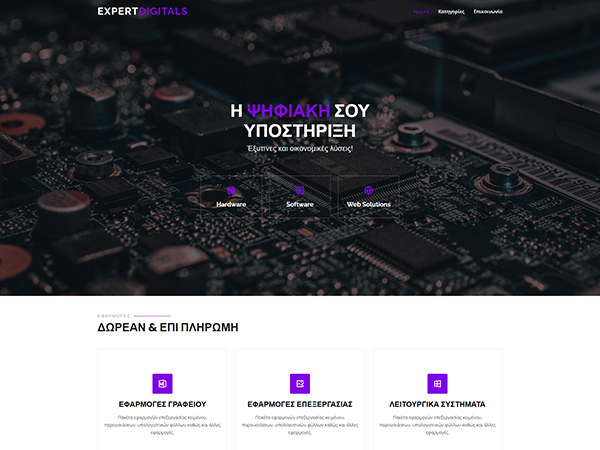 EXPERTDIGITALS
Αρχική Κατηγορίες Επικοινωνία
Η ΨΗΦΙΑΚΗ ΣΟΥ
ΥΠΟΣΤΗΡΙΞΗ
Έξυπνες και οικονομικές λύσεις!
Hardware Software Web Solutions
ΕΦΑΡΜΟΓΕΣ
ΔΩΡΕΑΝ & ΕΠΙ ΠΛΗΡΩΜΗ
ΕΦΑΡΜΟΓΕΣ ΓΡΑΦΕΙΟΥ
Πακέτα εφαρμογών επεξεργασίας κειμένου,
παρουσιάσεων, υπολογιστικών φύλλων καθώς και άλλες
εφαρμογές.
ΕΦΑΡΜΟΓΕΣ ΕΠΕΞΕΡΓΑΣΙΑΣ
Πακέτα εφαρμογών επεξεργασίας κειμένου,
παρουσιάσεων, υπολογιστικών φύλλων καθώς και άλλες
εφαρμογές.
ΛΕΙΤΟΥΡΓΙΚΑ ΣΥΣΤΗΜΑΤΑ
Πακέτα εφαρμογών επεξεργασίας κειμένου,
παρουσιάσεων, υπολογιστικών φύλλων καθώς και άλλες
εφαρμογές.